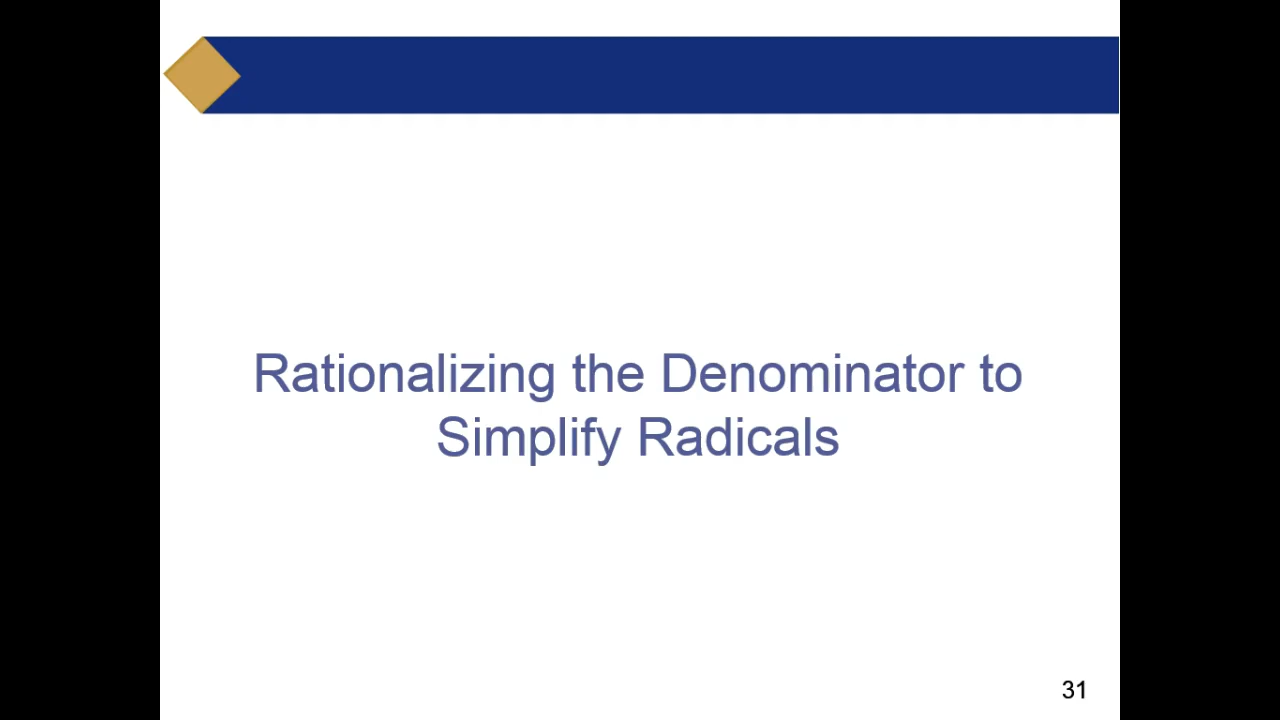 Rationalizing the Denominator to
Simplify Radicals
31